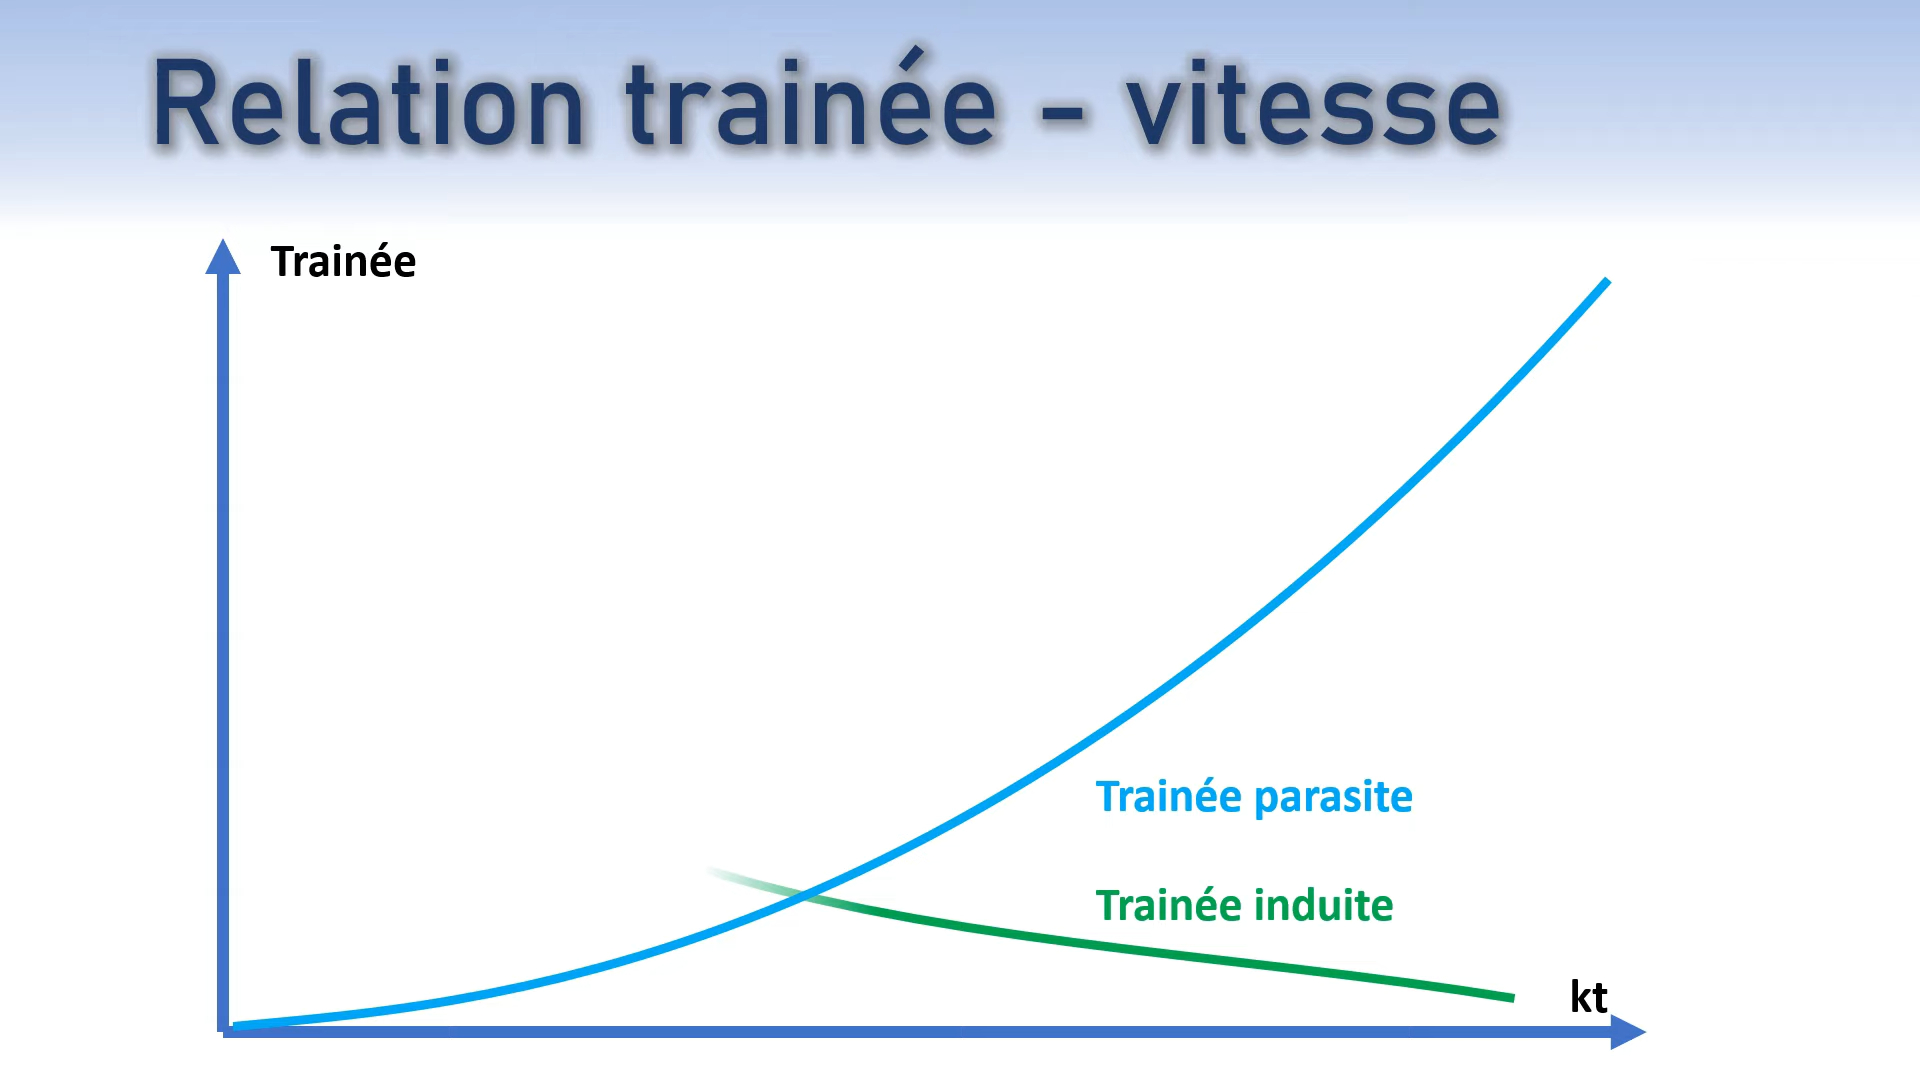 Relation trainée - vitesse
Trainée
Trainée parasite
Trainée induite
kt